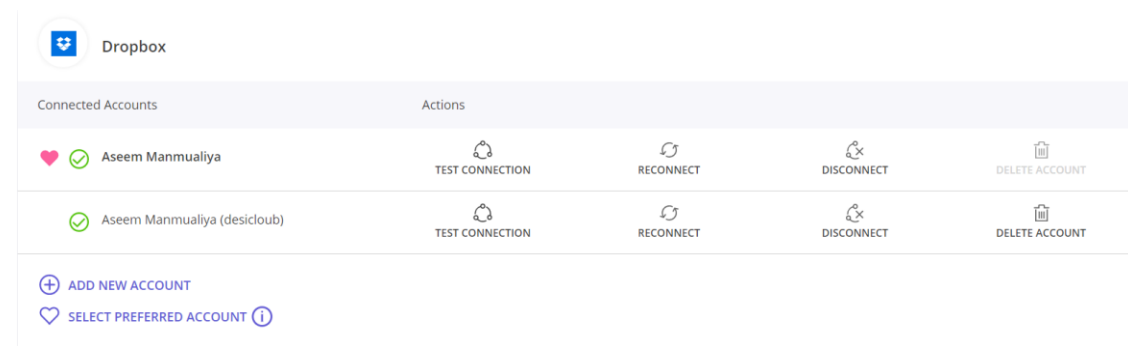 Dropbox
Connected Accounts Actions
Aseem Manmualiya TEST CONNECTION RECONNECT DISCONNECT DELETE ACCOUNT
Aseem Manmualiya (desicloub) TEST CONNECTION RECONNECT DISCONNECT DELETE ACCOUNT
ADD NEW ACCOUNT
SELECT PREFERRED ACCOUNT i